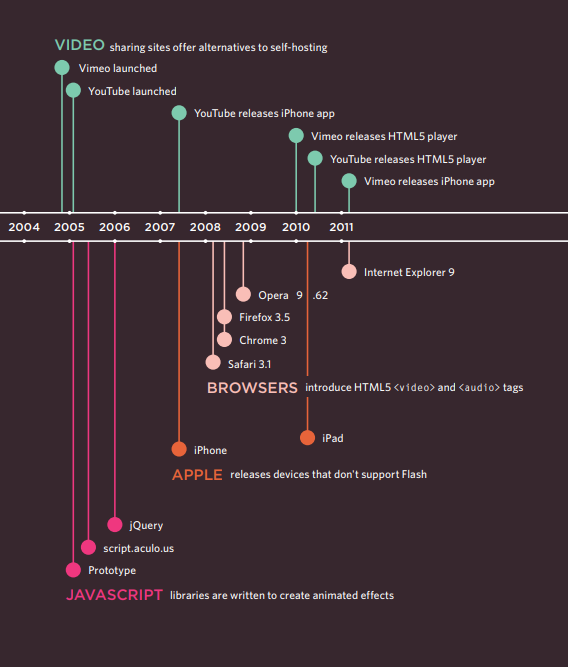 VIDEO sharing sites offer alternatives to self-hosting
Vimeo launched
YouTube launched
YouTube releases iPhone app
Vimeo releases HTML5 player
YouTube releases HTML5 player
Vimeo releases iPhone app
2004 2005 2006 2007 2008 2009 2010 2011
Internet Explorer 9
Opera 9 .62
Firefox 3.5
Chrome 3
Safari 3.1
BROWSERS introduce HTML5 <video> and <audio> tags
iPad
iPhone
APPLE releases devices that don't support Flash
jQuery
script.aculo.us
Prototype
JAVASCRIPT libraries are written to create animated effects